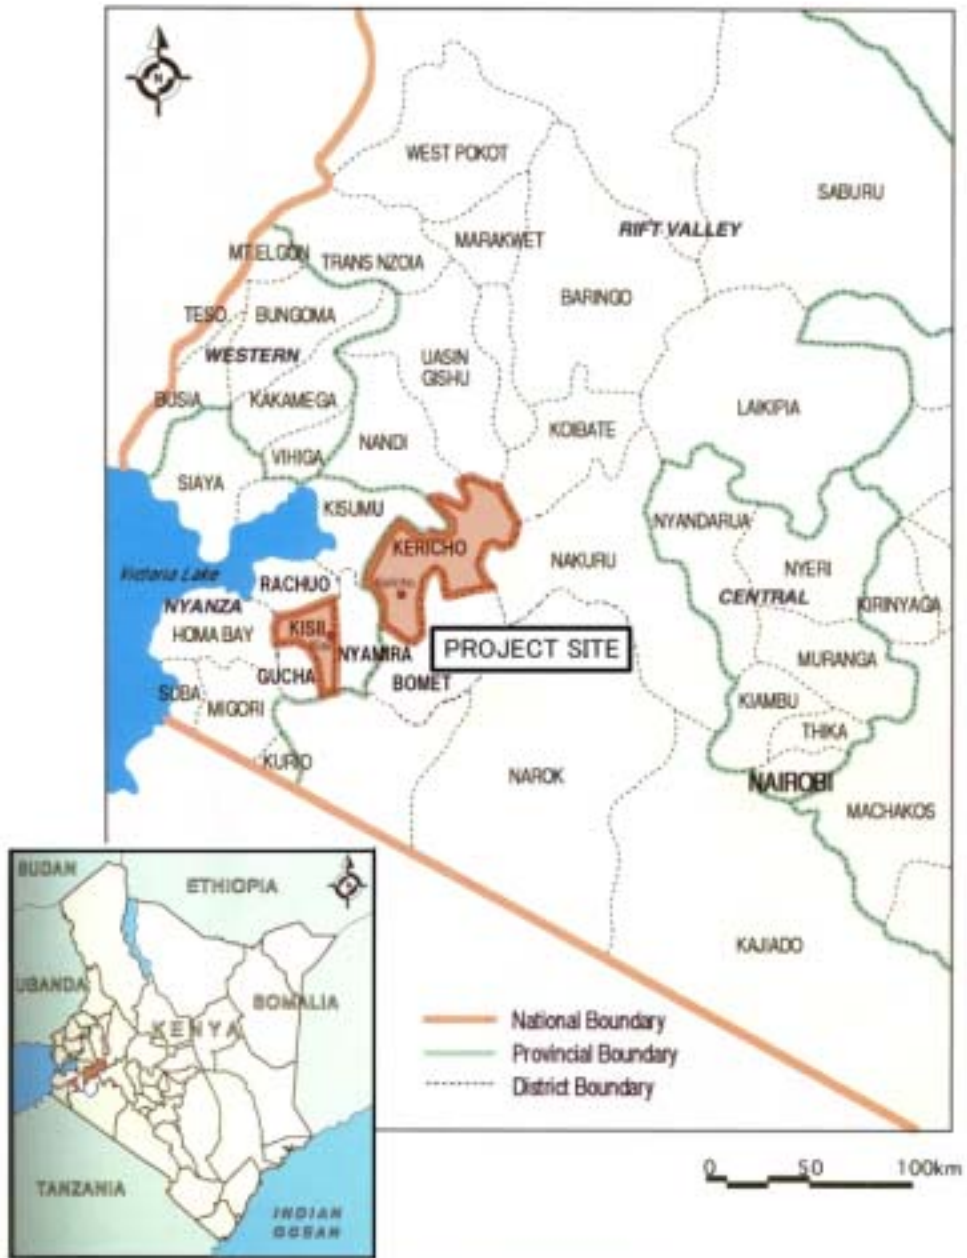 N
WEST POKOT
SABURU
RIFT VALLEY
MARAKWET
MT.ELGON
TRANS NZOIA
BARINGO
TESO
BUNGOMA
WESTERN
UASIN
GISHU
BUSIA
KAKAMEGA
LAIKIPIA
KOIBATE
NANDI
VIHIGA
SIAYA
KISUMU
NYANDARUA
KERICHO
NAKURU
NYERI
Victoria Lake
RACHUO
CENTRAL
KIRINYAGA
NYANZA
HOMA BAY
KISII
NYAMIRA
PROJECT SITE
MURANGA
GUCHA
BOMET
SUBA
MIGORI
KIAMBU
THIKA
KURIO
NAROK
NAIROBI
MACHAKOS
KAJIADO
National Boundary
Provincial Boundary
District Boundary
0 50 100km
SUDAN
ETHIOPIA
UGANDA
SOMALIA
KENYA
TANZANIA
INDIAN
OCEAN